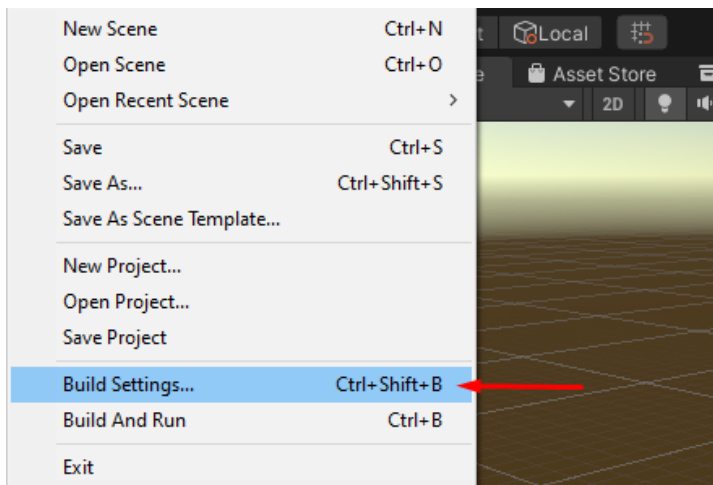 New Scene Ctrl+N
Open Scene Ctrl+O
Open Recent Scene
Save Ctrl+S
Save As... Ctrl+Shift+S
Save As Scene Template...
New Project...
Open Project...
Save Project
Build Settings... Ctrl+Shift+B
Build And Run Ctrl+B
Exit
Local
Asset Store
2D